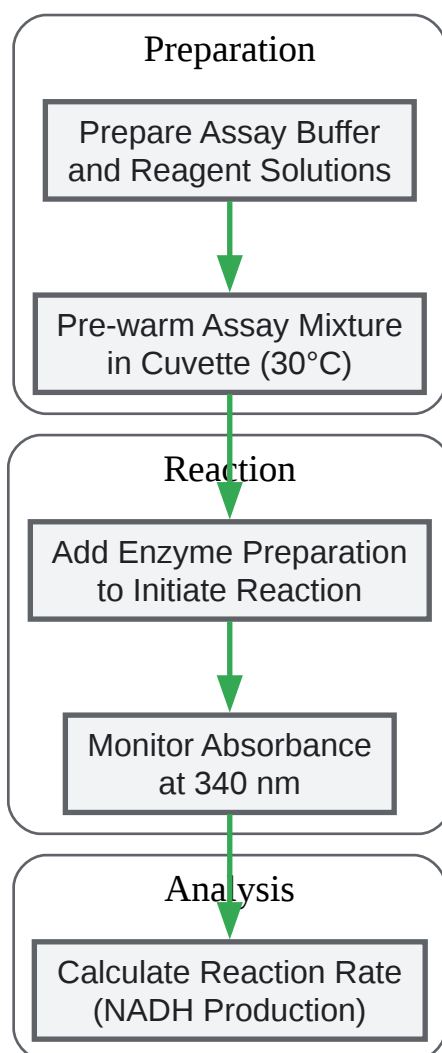 Preparation
Prepare Assay Buffer
and Reagent Solutions
Pre-warm Assay Mixture
in Cuvette (30°C)
Reaction
Add Enzyme Preparation
to Initiate Reaction
Monitor Absorbance
at 340 nm
Analysis
Calculate Reaction Rate
(NADH Production)